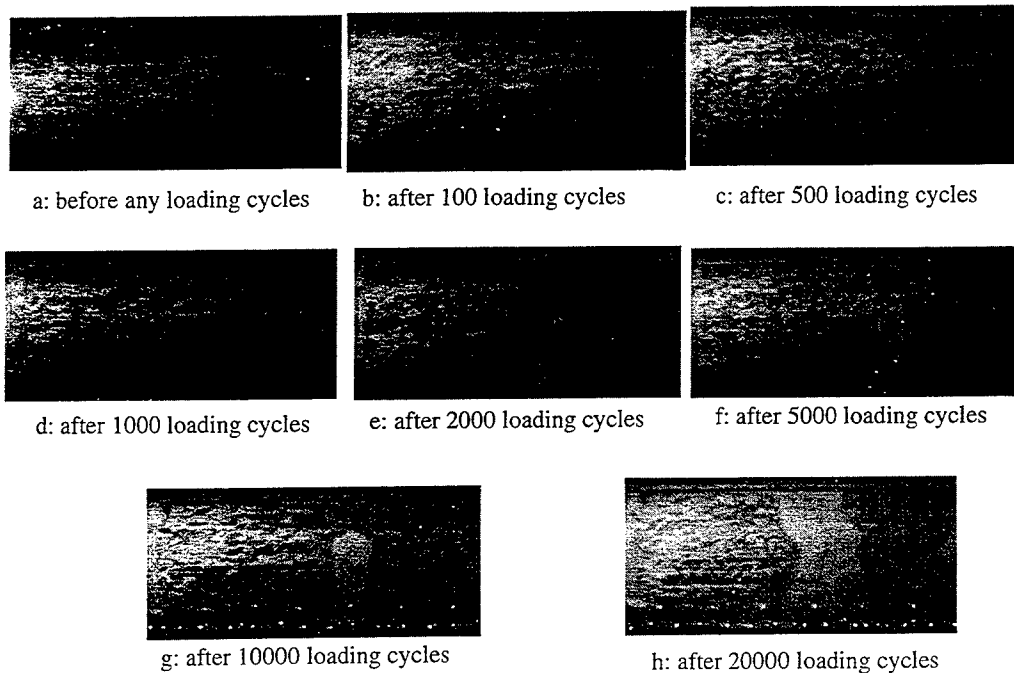 a: before any loading cycles
b: after 100 loading cycles
c: after 500 loading cycles
d: after 1000 loading cycles
e: after 2000 loading cycles
f: after 5000 loading cycles
g: after 10000 loading cycles
h: after 20000 loading cycles